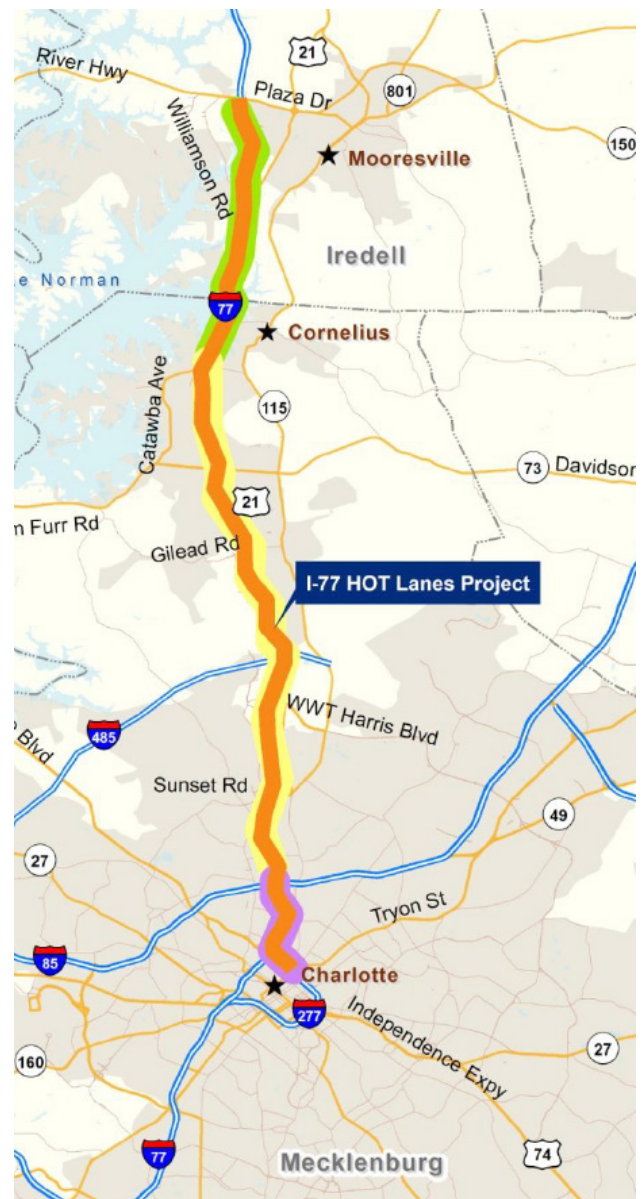 21
River Hwy
Plaza Dr
801
Williamson Rd
150
Mooresville
Iredell
e Norman
77
Cornelius
Catawba Ave
115
73 Davidson
21
n Furr Rd
Gilead Rd
I-77 HOT Lanes Project
WWT Harris Blvd
485
Blvd
Sunset Rd
49
27
Tryon St
85
Charlotte
277
Independence Expy
27
160
77
74
Mecklenburg